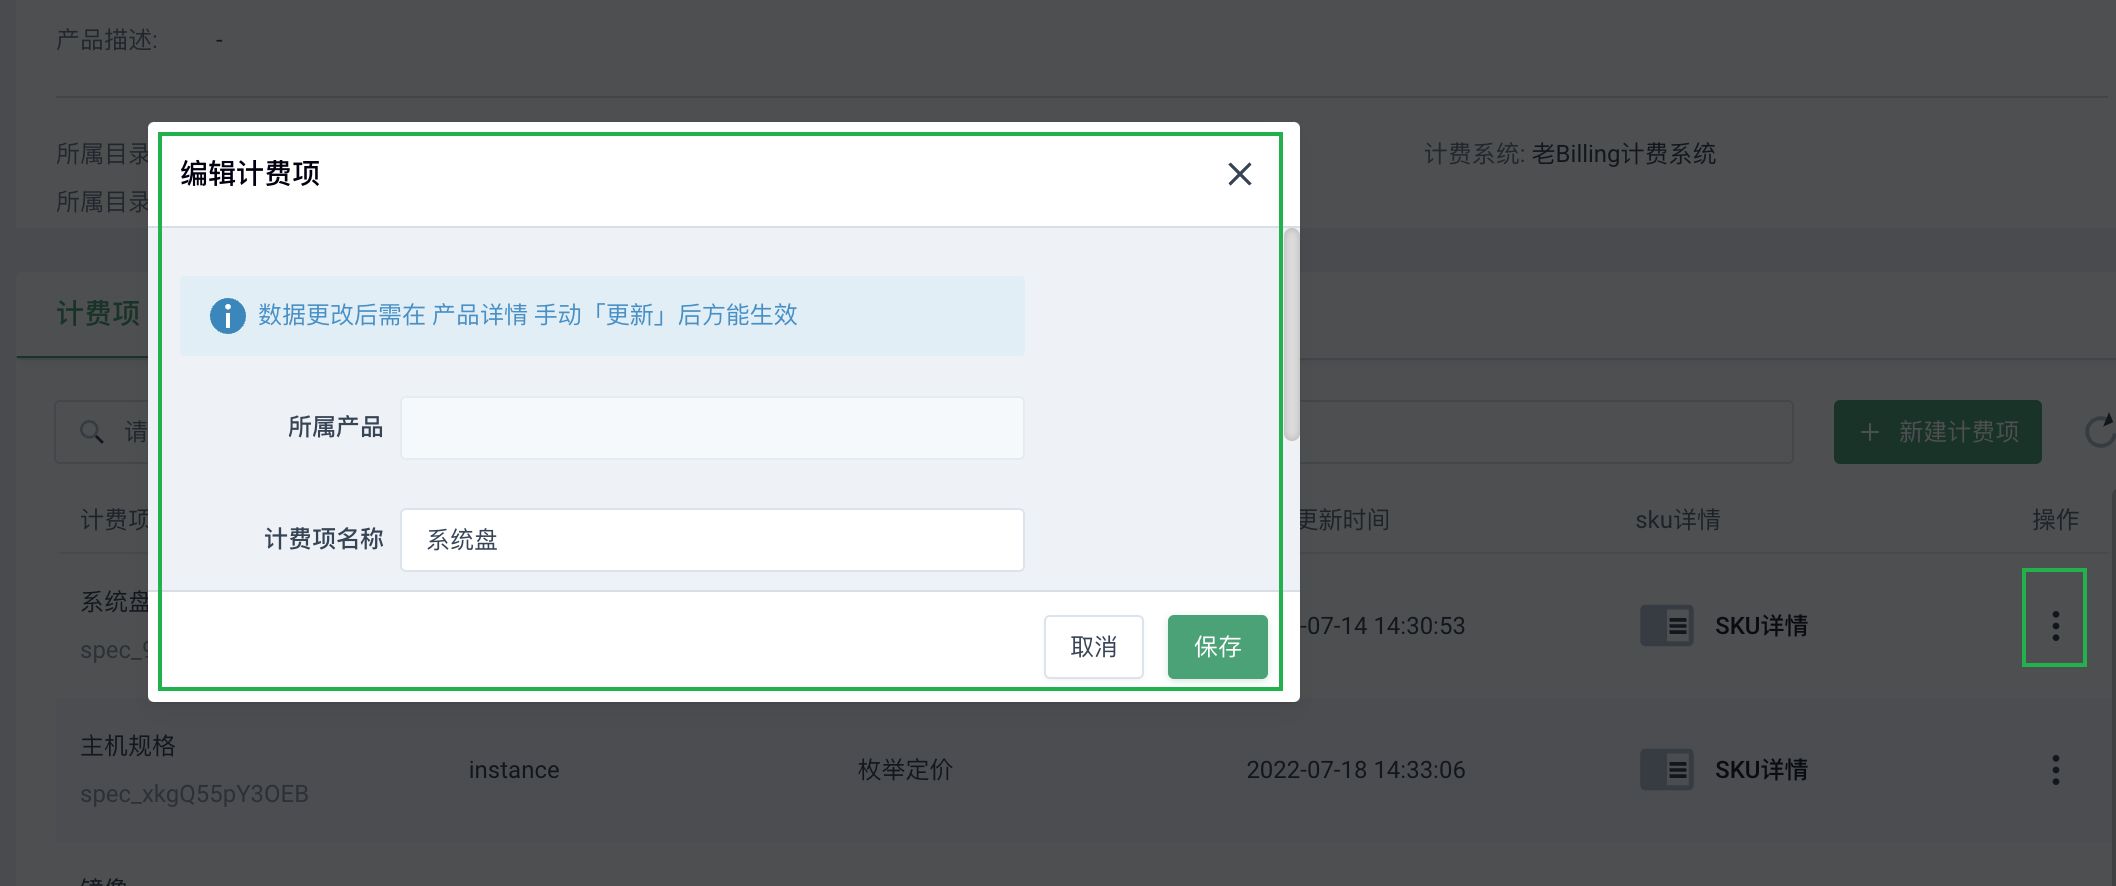 产品描述: -
所属目录
计费系统: 老Billing计费系统
所属目录
编辑计费项
数据更改后需在 产品详情 手动「更新」后方能生效
所属产品
计费项名称 系统盘
取消 保存
计费项
请
+ 新建计费项
计费项 更新时间 sku详情 操作
系统盘
spec_9
-07-14 14:30:53 SKU详情
主机规格
spec_xkgQ55pY3OEB
instance 枚举定价 2022-07-18 14:33:06 SKU详情
镜像